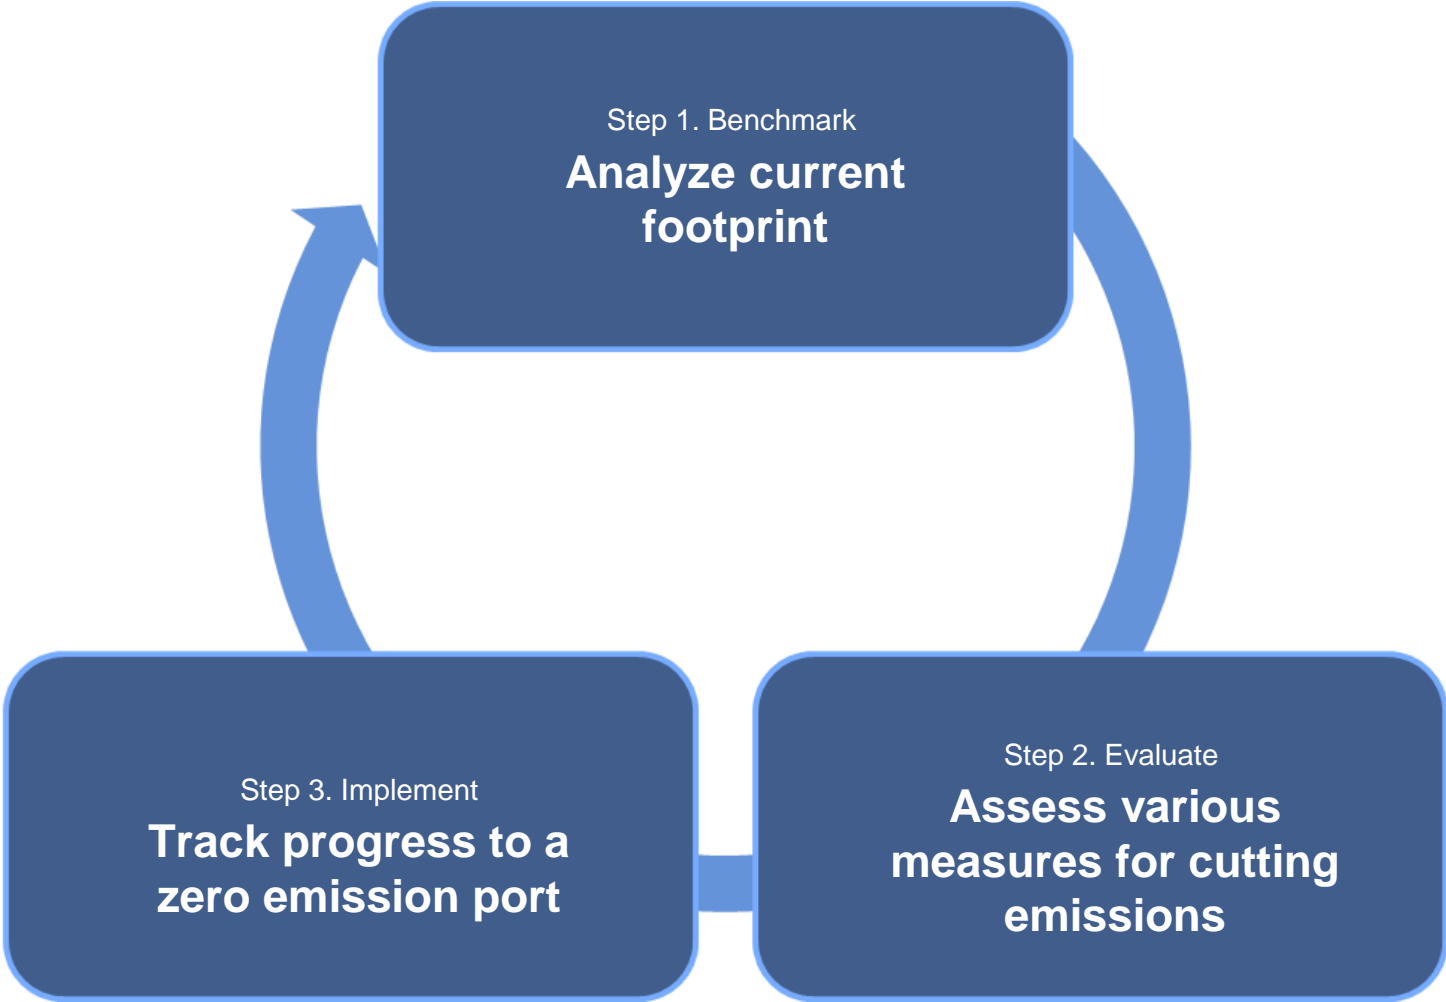 Step 1. Benchmark
Analyze current
footprint
Step 2. Evaluate
Assess various
measures for cutting
emissions
Step 3. Implement
Track progress to a
zero emission port